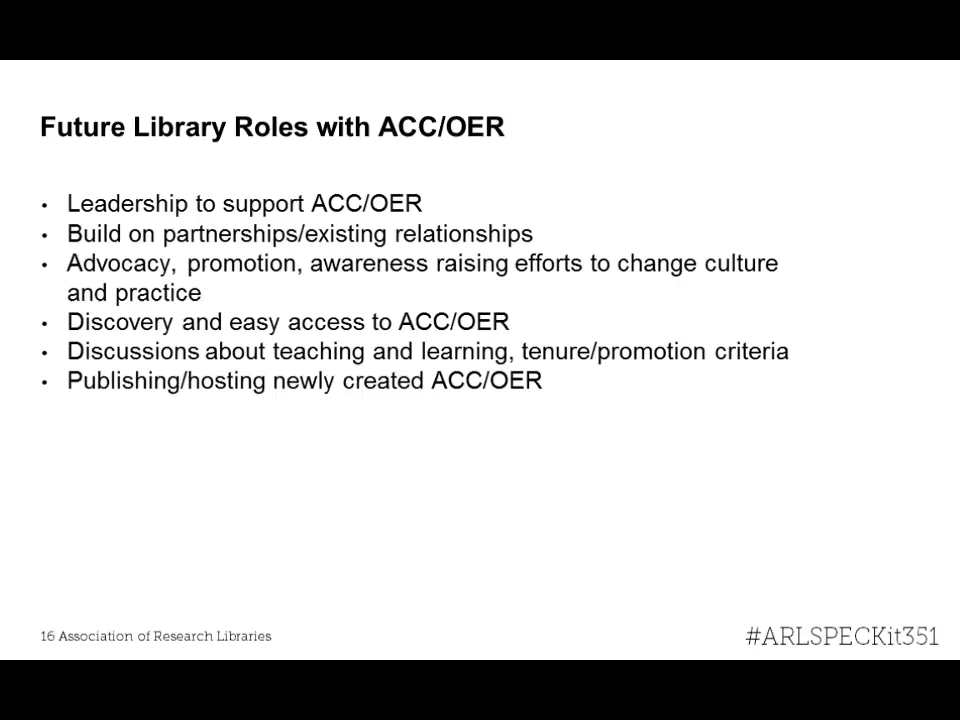 Future Library Roles with ACC/OER
• Leadership to support ACC/OER
• Build on partnerships/existing relationships
• Advocacy, promotion, awareness raising efforts to change culture
and practice
• Discovery and easy access to ACC/OER
• Discussions about teaching and learning, tenure/promotion criteria
• Publishing/hosting newly created ACC/OER
16 Association of Research Libraries
#ARLSPECKit351